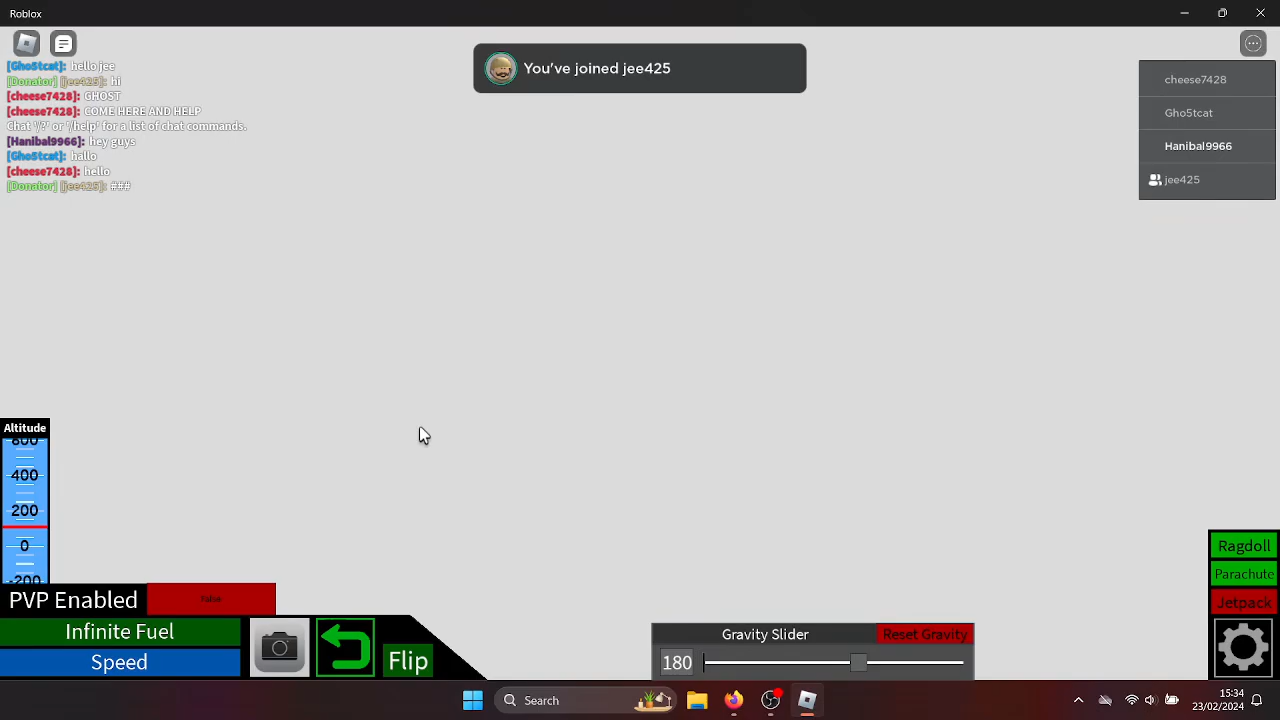 Roblox
You've joined jee425
[Gho5tcat]: hello jee
[Donator] [jee425]: hi
[cheese7428]: GHOST
[cheese7428]: COME HERE AND HELP
Chat '/?' or '/help' for a list of chat commands.
[Hanibal9966]: hey guys
[Gho5tcat]: hallo
[cheese7428]: hello
[Donator] [jee425]: ###
cheese7428
Gho5tcat
Hanibal9966
jee425
Altitude
600
400
200
0
-200
PVP Enabled
False
Infinite Fuel
Speed
Flip
Gravity Slider
Reset Gravity
180
Ragdoll
Parachute
Jetpack
Search
15:34
23/02/2024